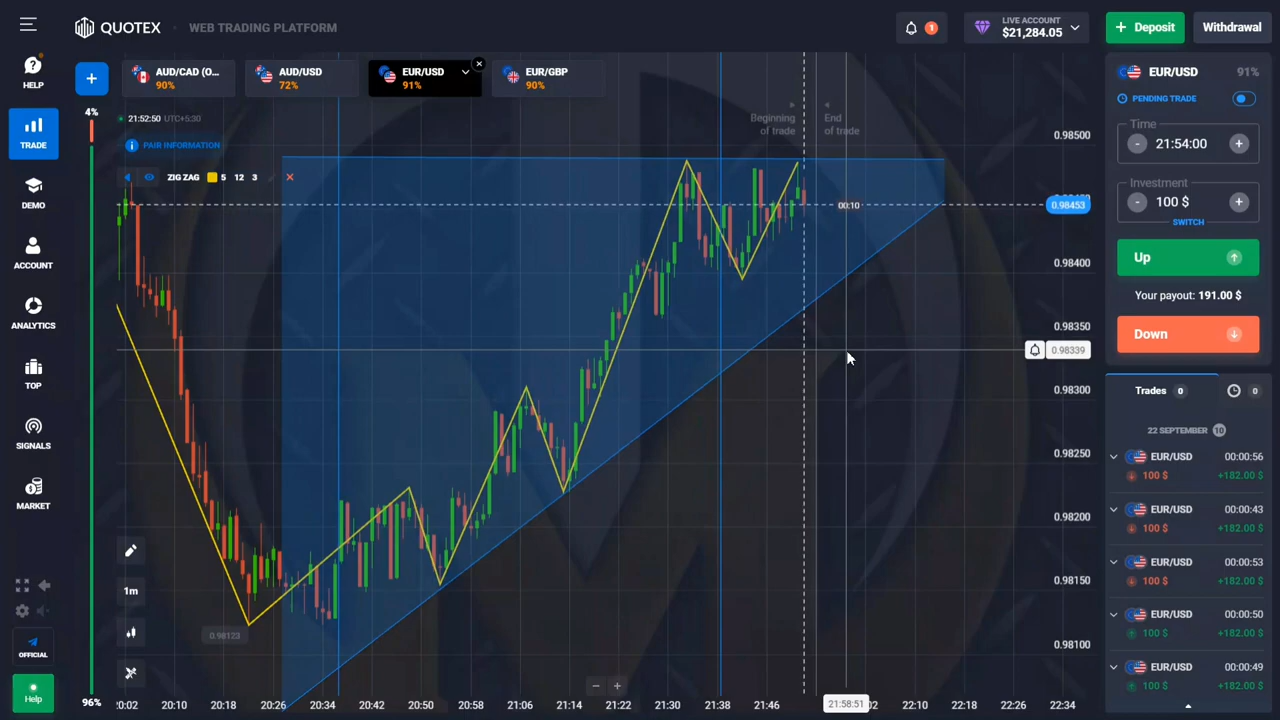 QUOTEX
WEB TRADING PLATFORM
1
LIVE ACCOUNT
$21,284.05
+ Deposit
Withdrawal
HELP
TRADE
DEMO
ACCOUNT
ANALYTICS
TOP
SIGNALS
MARKET
OFFICIAL
Help
+
AUD/CAD (O...
90%
AUD/USD
72%
EUR/USD
91%
EUR/GBP
90%
4%
96%
21:52:50 UTC+5:30
PAIR INFORMATION
ZIG ZAG 5 12 3
Beginning
of trade
End
of trade
00:10
0.98123
1m
0.98500
0.98453
0.98400
0.98350
0.98339
0.98300
0.98250
0.98200
0.98150
0.98100
20:02 20:10 20:18 20:26 20:34 20:42 20:50 20:58 21:06 21:14 21:22 21:30 21:38 21:46 21:58:51 22:10 22:18 22:26 22:34
EUR/USD 91%
PENDING TRADE
Time
- 21:54:00 +
Investment
- 100 $ +
SWITCH
Up
Your payout: 191.00 $
Down
Trades 0 0
22 SEPTEMBER 10
EUR/USD 00:00:56
100 $ +182.00 $
EUR/USD 00:00:43
100 $ +182.00 $
EUR/USD 00:00:53
100 $ +182.00 $
EUR/USD 00:00:50
100 $ +182.00 $
EUR/USD 00:00:49
100 $ +182.00 $